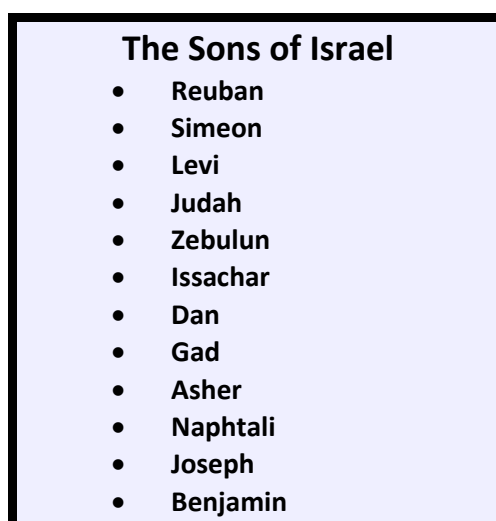 The Sons of Israel
• Reuban
• Simeon
• Levi
• Judah
• Zebulun
• Issachar
• Dan
• Gad
• Asher
• Naphtali
• Joseph
• Benjamin